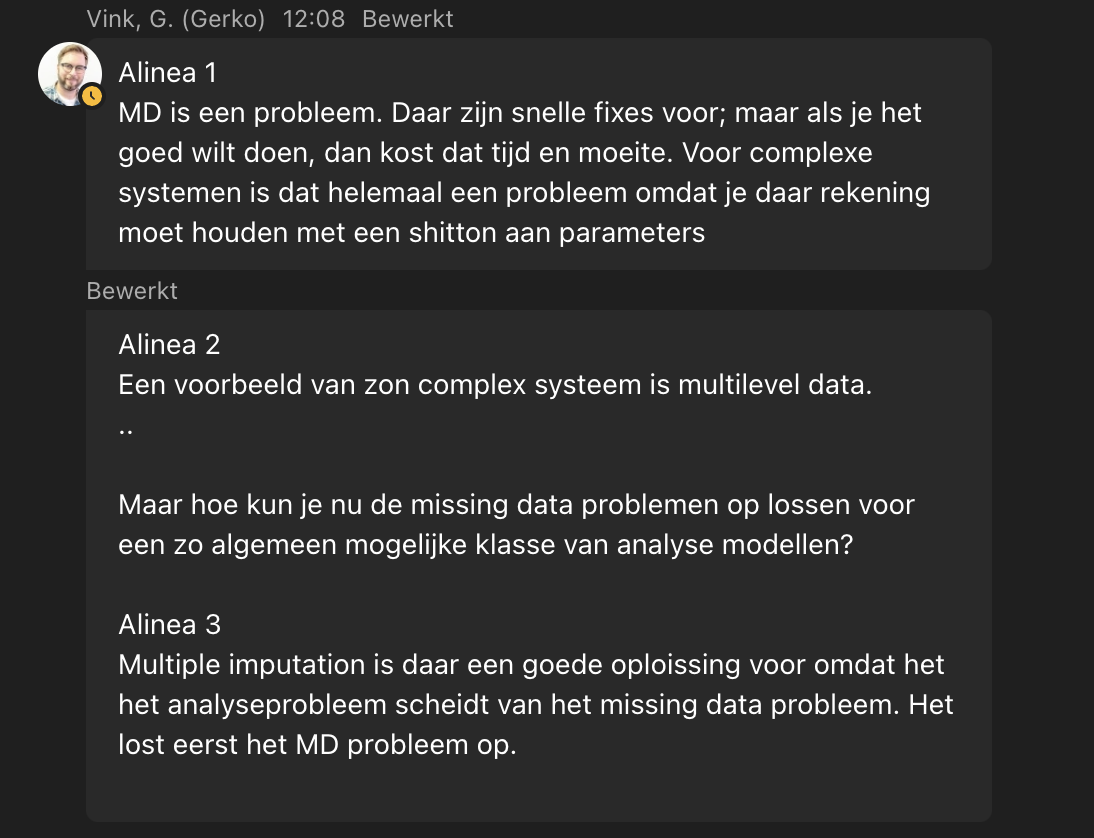 Vink, G. (Gerko) 12:08 Bewerkt
Alinea 1
MD is een probleem. Daar zijn snelle fixes voor; maar als je het
goed wilt doen, dan kost dat tijd en moeite. Voor complexe
systemen is dat helemaal een probleem omdat je daar rekening
moet houden met een shitton aan parameters
Bewerkt
Alinea 2
Een voorbeeld van zon complex systeem is multilevel data.
..
Maar hoe kun je nu de missing data problemen op lossen voor
een zo algemeen mogelijke klasse van analyse modellen?
Alinea 3
Multiple imputation is daar een goede oploissing voor omdat het
het analyseprobleem scheidt van het missing data probleem. Het
lost eerst het MD probleem op.